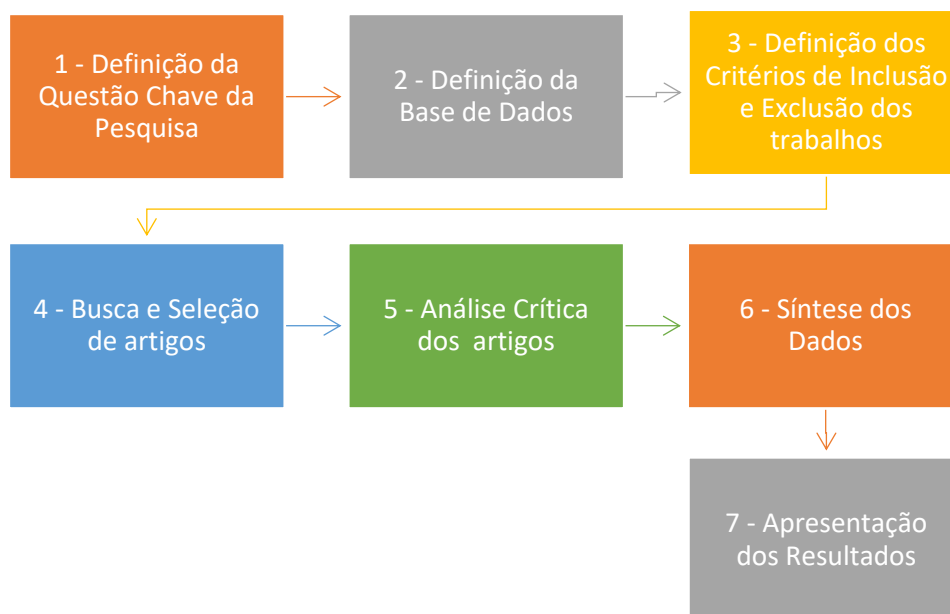 1 - Definição da
Questão Chave da
Pesquisa
2 - Definição da
Base de Dados
3 - Definição dos
Critérios de Inclusão
e Exclusão dos
trabalhos
4 - Busca e Seleção
de artigos
5 - Análise Crítica
dos  artigos
6 - Síntese dos
Dados
7 - Apresentação
dos Resultados